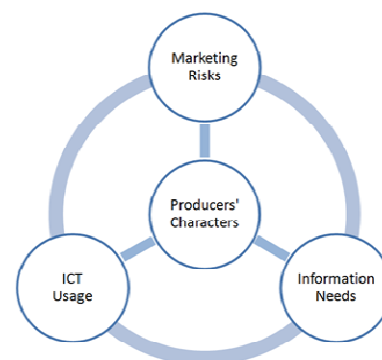 Marketing
Risks
Producers'
Characters
ICT
Usage
Information
Needs